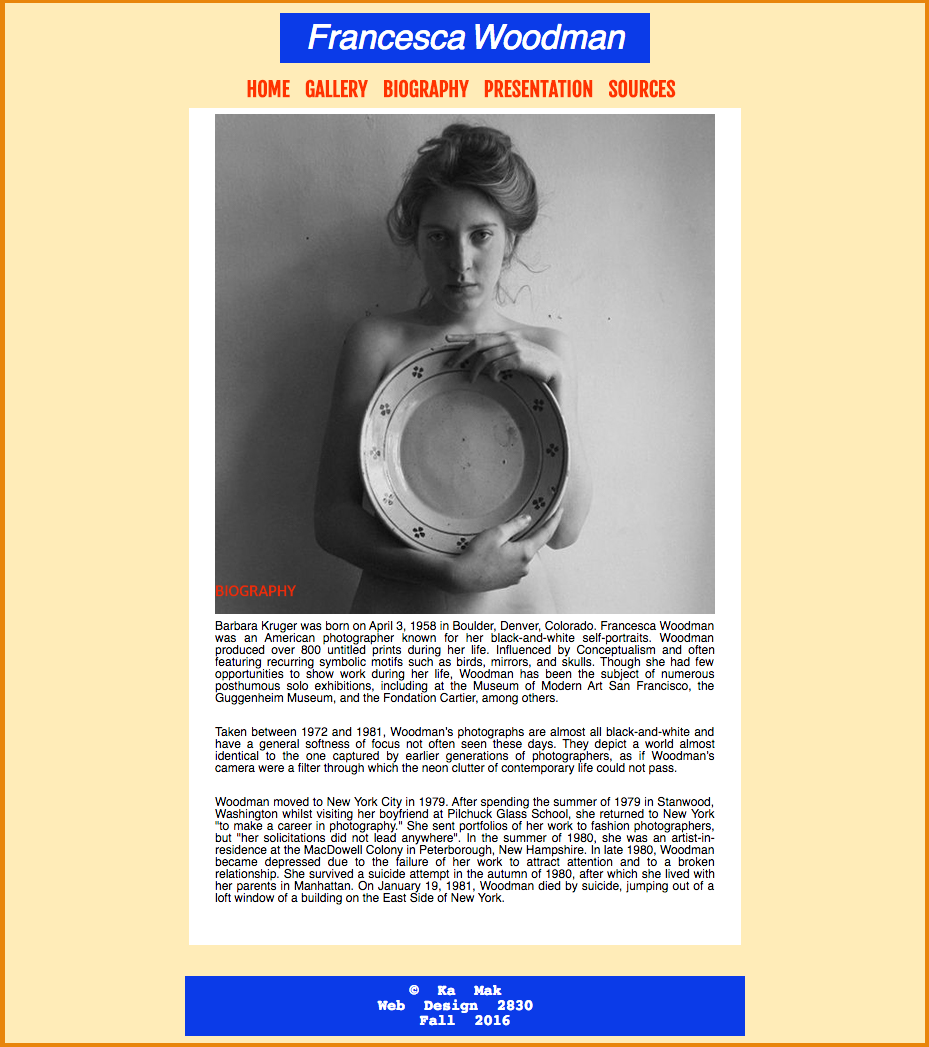 Francesca Woodman
HOME GALLERY BIOGRAPHY PRESENTATION SOURCES
BIOGRAPHY
Barbara Kruger was born on April 3, 1958 in Boulder, Denver, Colorado. Francesca Woodman
was an American photographer known for her black-and-white self-portraits. Woodman
produced over 800 untitled prints during her life. Influenced by Conceptualism and often
featuring recurring symbolic motifs such as birds, mirrors, and skulls. Though she had few
opportunities to show work during her life, Woodman has been the subject of numerous
posthumous solo exhibitions, including at the Museum of Modern Art San Francisco, the
Guggenheim Museum, and the Fondation Cartier, among others.
Taken between 1972 and 1981, Woodman's photographs are almost all black-and-white and
have a general softness of focus not often seen these days. They depict a world almost
identical to the one captured by earlier generations of photographers, as if Woodman's
camera were a filter through which the neon clutter of contemporary life could not pass.
Woodman moved to New York City in 1979. After spending the summer of 1979 in Stanwood,
Washington whilst visiting her boyfriend at Pilchuck Glass School, she returned to New York
"to make a career in photography." She sent portfolios of her work to fashion photographers,
but "her solicitations did not lead anywhere". In the summer of 1980, she was an artist-in-
residence at the MacDowell Colony in Peterborough, New Hampshire. In late 1980, Woodman
became depressed due to the failure of her work to attract attention and to a broken
relationship. She survived a suicide attempt in the autumn of 1980, after which she lived with
her parents in Manhattan. On January 19, 1981, Woodman died by suicide, jumping out of a
loft window of a building on the East Side of New York.
© Ka Mak
Web Design 2830
Fall 2016